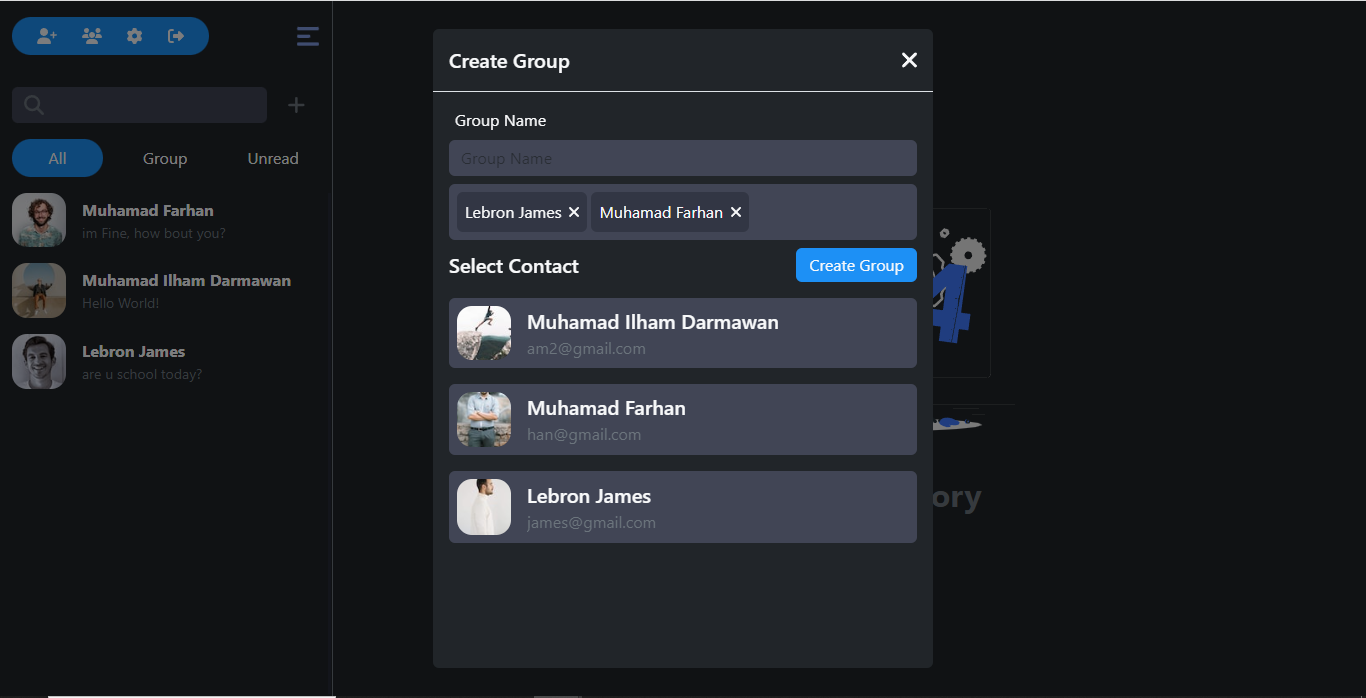 All
Group
Unread
Muhamad Farhan
im Fine, how bout you?
Muhamad Ilham Darmawan
Hello World!
Lebron James
are u school today?
Create Group
Group Name
Group Name
Lebron James
Muhamad Farhan
Select Contact
Create Group
Muhamad Ilham Darmawan
am2@gmail.com
Muhamad Farhan
han@gmail.com
Lebron James
james@gmail.com
4
ory